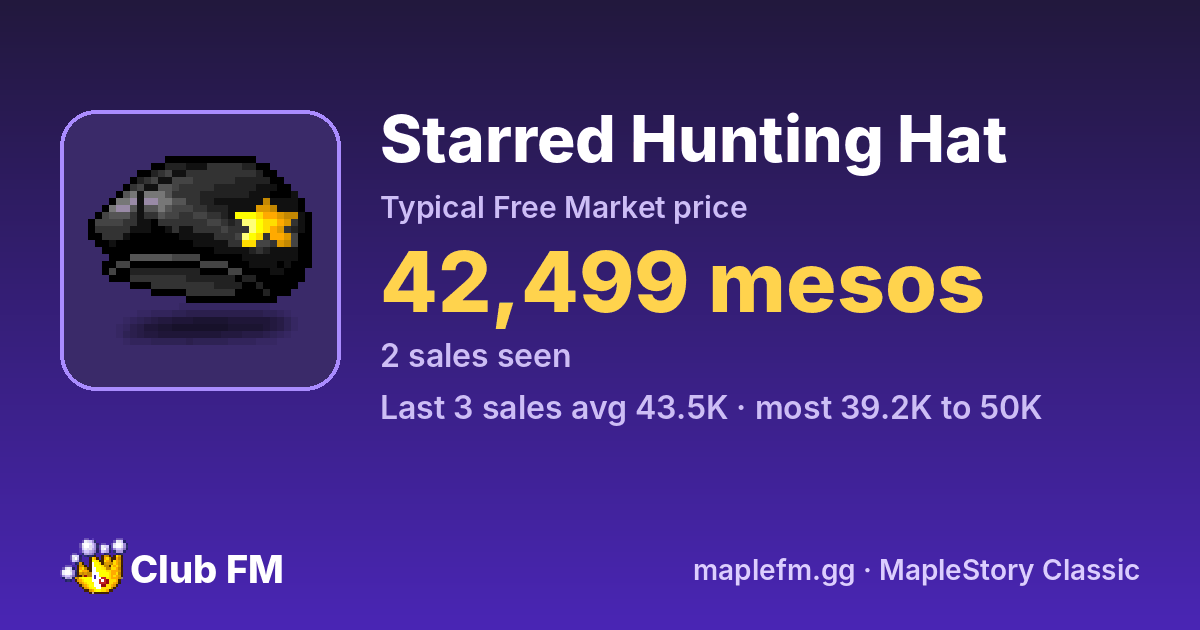 Starred Hunting Hat
Typical Free Market price
42,499 mesos
2 sales seen
Last 3 sales avg 43.5K · most 39.2K to 50K
Club FM
maplefm.gg · MapleStory Classic